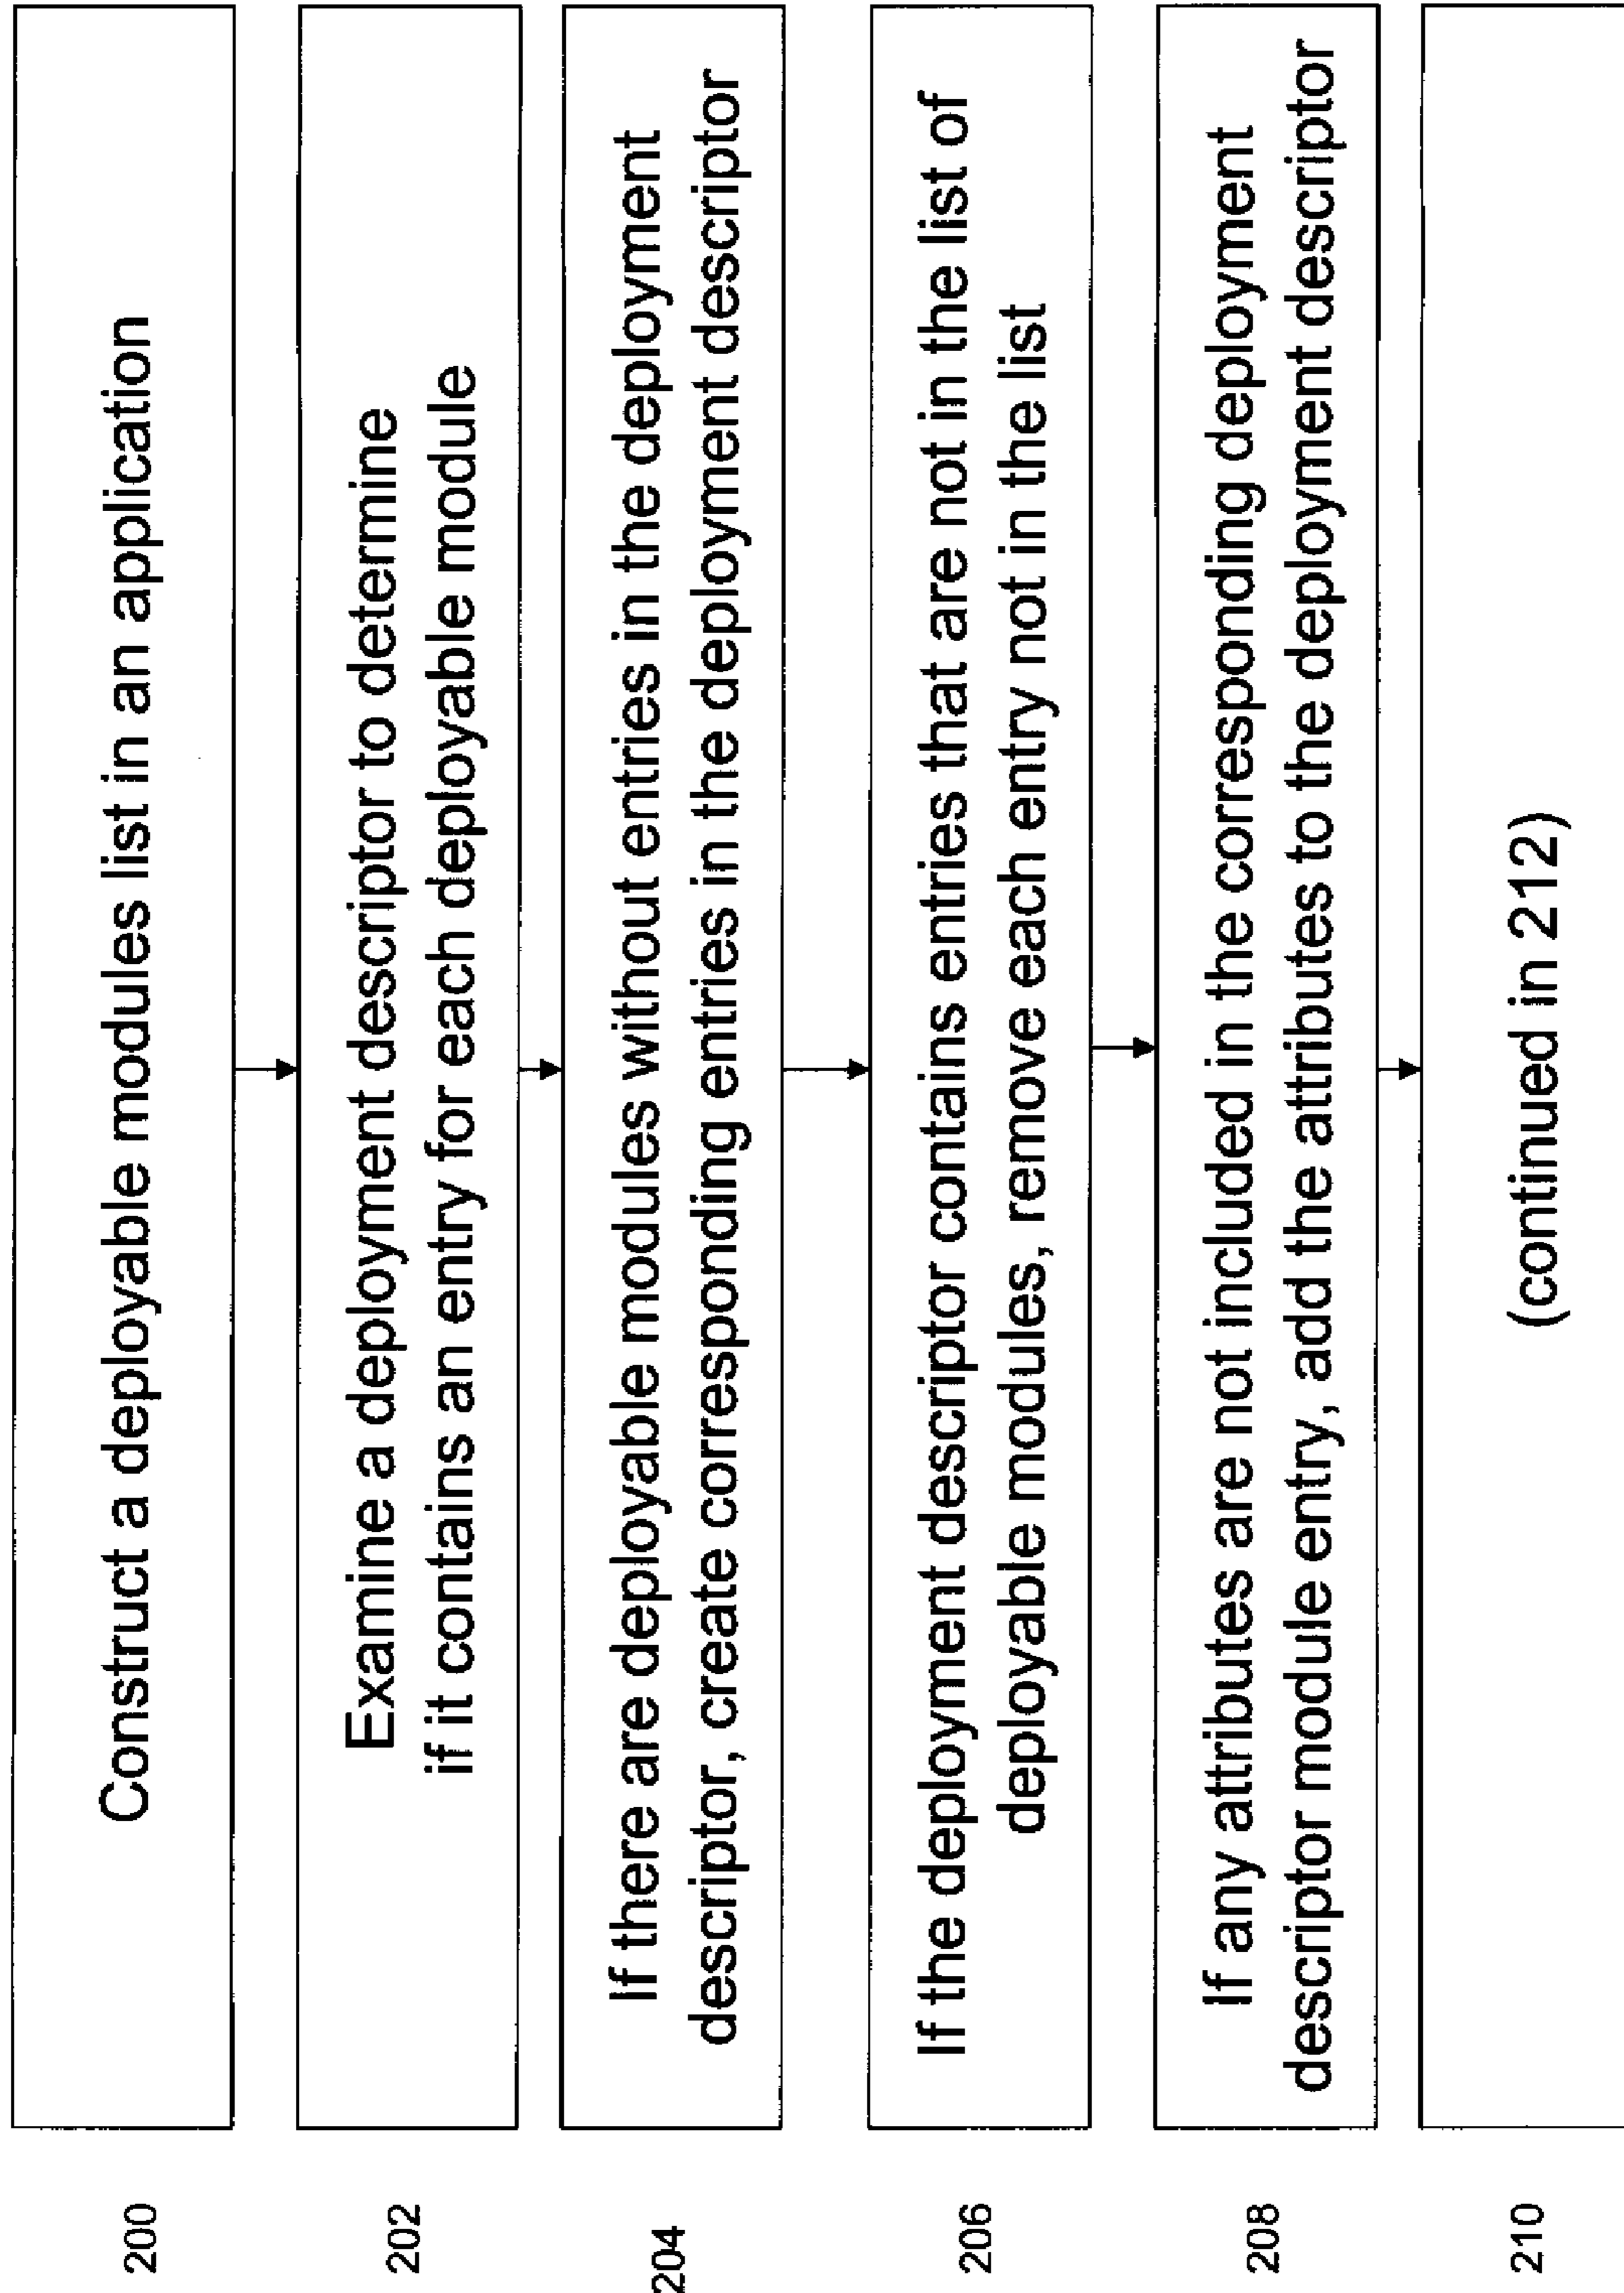 200
Construct a deployable modules list in an application
202
Examine a deployment descriptor to determine
if it contains an entry for each deployable module
204
If there are deployable modules without entries in the deployment
descriptor, create corresponding entries in the deployment descriptor
206
If the deployment descriptor contains entries that are not in the list of
deployable modules, remove each entry not in the list
208
If any attributes are not included in the corresponding deployment
descriptor module entry, add the attributes to the deployment descriptor
210
(continued in 212)